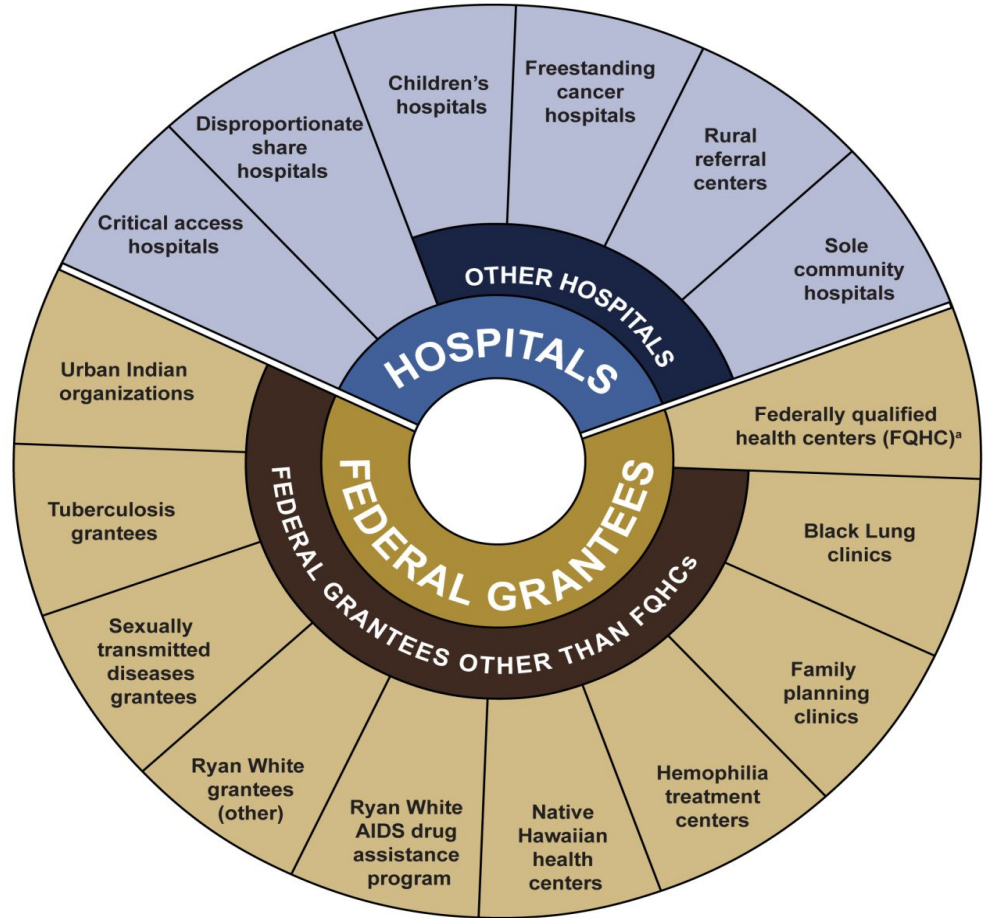 Critical access
hospitals
Disproportionate
share
hospitals
Children's
hospitals
Freestanding
cancer
hospitals
Rural
referral
centers
Sole
community
hospitals
OTHER HOSPITALS
HOSPITALS
FEDERAL GRANTEES
FEDERAL GRANTEES OTHER THAN FQHCs
Federally qualified
health centers (FQHC)ᵃ
Black Lung
clinics
Family
planning
clinics
Hemophilia
treatment
centers
Native
Hawaiian
health
centers
Ryan White
AIDS drug
assistance
program
Ryan White
grantees
(other)
Sexually
transmitted
diseases
grantees
Tuberculosis
grantees
Urban Indian
organizations